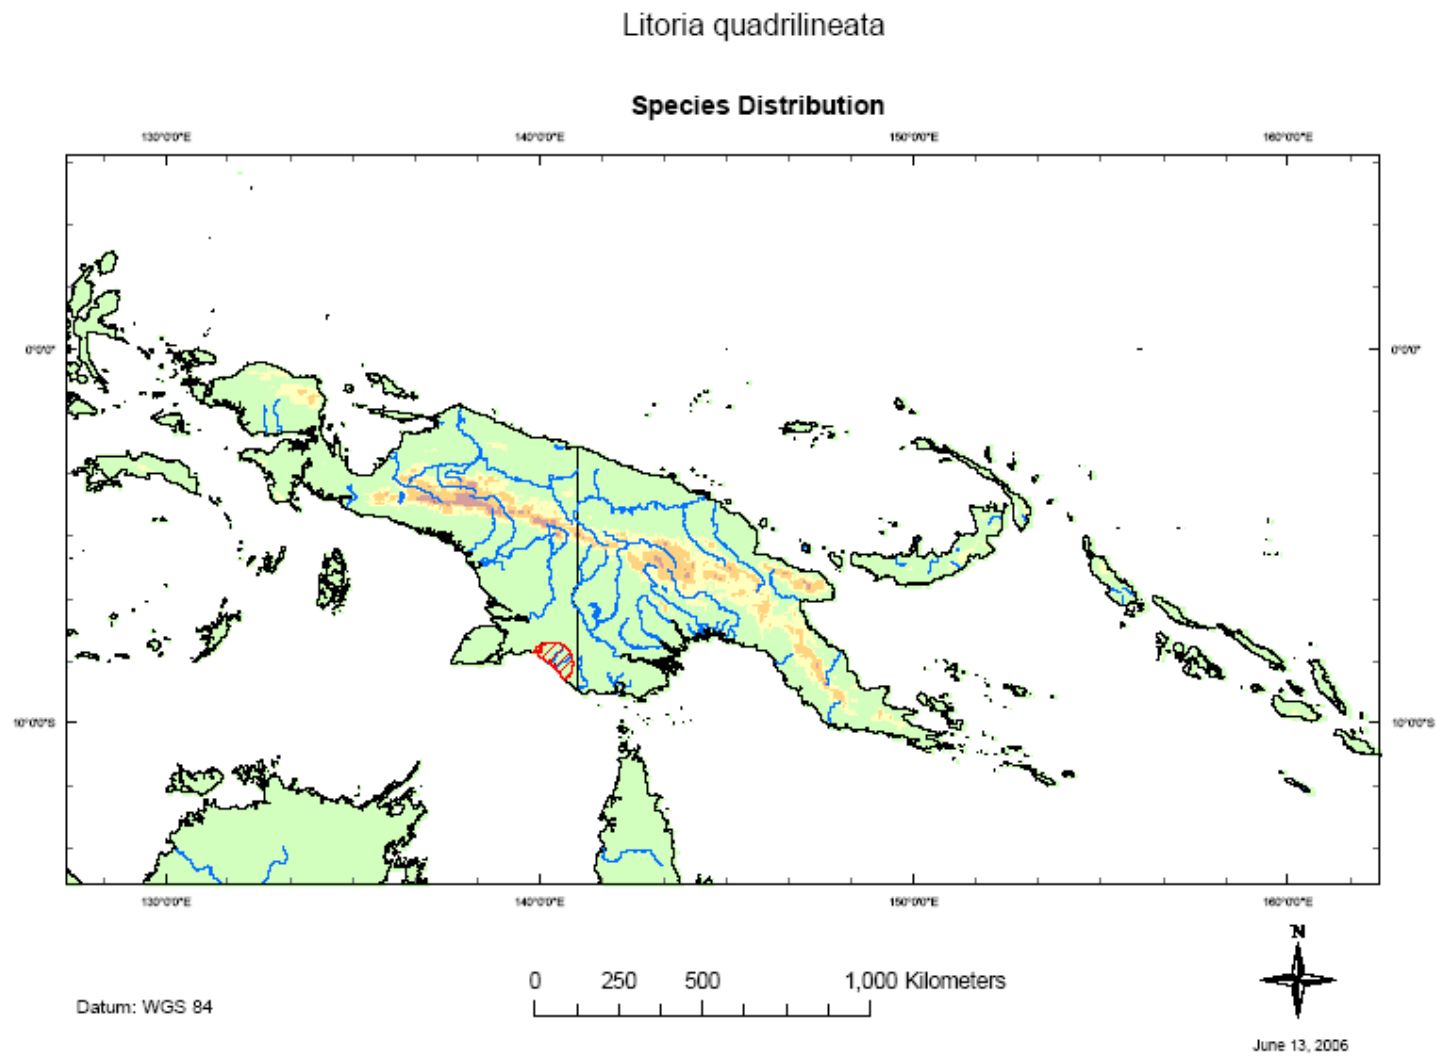 Litoria quadrilineata
Species Distribution
130°0'0"E 140°0'0"E 150°0'0"E 160°0'0"E
0°0'0" 0°0'0"
10°0'0"S 10°0'0"S
130°0'0"E 140°0'0"E 150°0'0"E 160°0'0"E
N
0 250 500 1,000 Kilometers
Datum: WGS 84
June 13, 2006